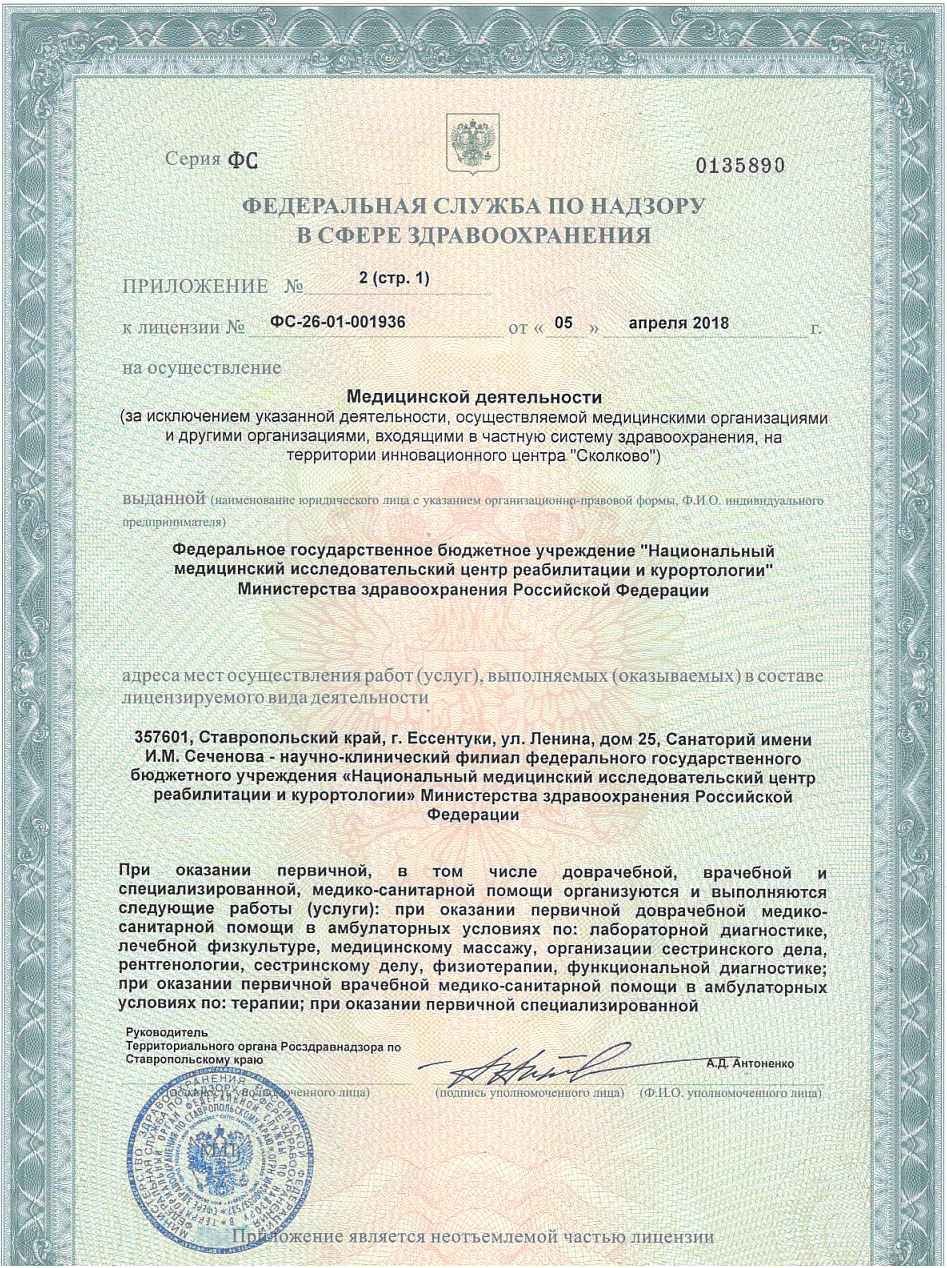 Серия ФС
0135890
ФЕДЕРАЛЬНАЯ СЛУЖБА ПО НАДЗОРУ
В СФЕРЕ ЗДРАВООХРАНЕНИЯ
ПРИЛОЖЕНИЕ № 2 (стр. 1)
к лицензии № ФС-26-01-001936 от « 05 » апреля 2018 г.
на осуществление
Медицинской деятельности
(за исключением указанной деятельности, осуществляемой медицинскими организациями
и другими организациями, входящими в частную систему здравоохранения, на
территории инновационного центра "Сколково")
выданной (наименование юридического лица с указанием организационно-правовой формы, Ф.И.О. индивидуального
предпринимателя)
Федеральное государственное бюджетное учреждение "Национальный
медицинский исследовательский центр реабилитации и курортологии"
Министерства здравоохранения Российской Федерации
адреса мест осуществления работ (услуг), выполняемых (оказываемых) в составе
лицензируемого вида деятельности
357601, Ставропольский край, г. Ессентуки, ул. Ленина, дом 25, Санаторий имени
И.М. Сеченова - научно-клинический филиал федерального государственного
бюджетного учреждения «Национальный медицинский исследовательский центр
реабилитации и курортологии» Министерства здравоохранения Российской
Федерации
При оказании первичной, в том числе доврачебной, врачебной и
специализированной, медико-санитарной помощи организуются и выполняются
следующие работы (услуги): при оказании первичной доврачебной медико-
санитарной помощи в амбулаторных условиях по: лабораторной диагностике,
лечебной физкультуре, медицинскому массажу, организации сестринского дела,
рентгенологии, сестринскому делу, физиотерапии, функциональной диагностике;
при оказании первичной врачебной медико-санитарной помощи в амбулаторных
условиях по: терапии; при оказании первичной специализированной
Руководитель
Территориального органа Росздравнадзора по
Ставропольскому краю
А.Д. Антоненко
(должность уполномоченного лица) (подпись уполномоченного лица) (Ф.И.О. уполномоченного лица)
М.П.
Приложение является неотъемлемой частью лицензии